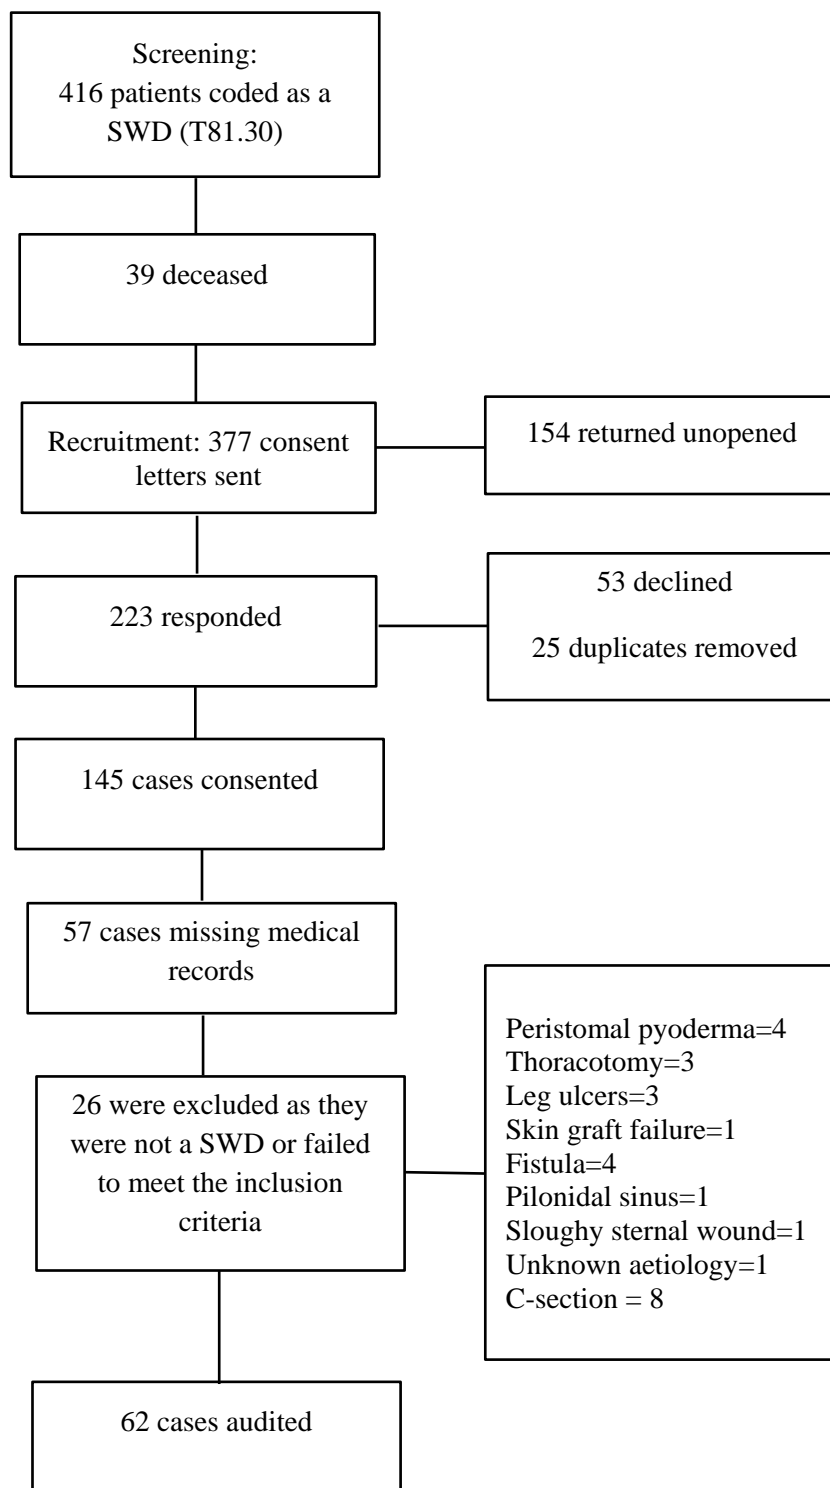 Screening:
416 patients coded as a
SWD (T81.30)
39 deceased
Recruitment: 377 consent
letters sent
154 returned unopened
223 responded
53 declined
25 duplicates removed
145 cases consented
57 cases missing medical
records
26 were excluded as they
were not a SWD or failed
to meet the inclusion
criteria
Peristomal pyoderma=4
Thoracotomy=3
Leg ulcers=3
Skin graft failure=1
Fistula=4
Pilonidal sinus=1
Sloughy sternal wound=1
Unknown aetiology=1
C-section = 8
62 cases audited